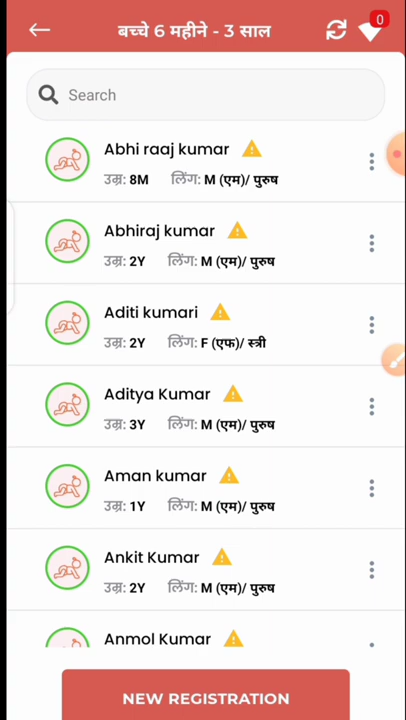 बच्चे 6 महीने - 3 साल
0
Search
Abhi raaj kumar
उम्र: 8M लिंग: M (एम)/ पुरुष
Abhiraj kumar
उम्र: 2Y लिंग: M (एम)/ पुरुष
Aditi kumari
उम्र: 2Y लिंग: F (एफ)/ स्त्री
Aditya Kumar
उम्र: 3Y लिंग: M (एम)/ पुरुष
Aman kumar
उम्र: 1Y लिंग: M (एम)/ पुरुष
Ankit Kumar
उम्र: 2Y लिंग: M (एम)/ पुरुष
Anmol Kumar
NEW REGISTRATION